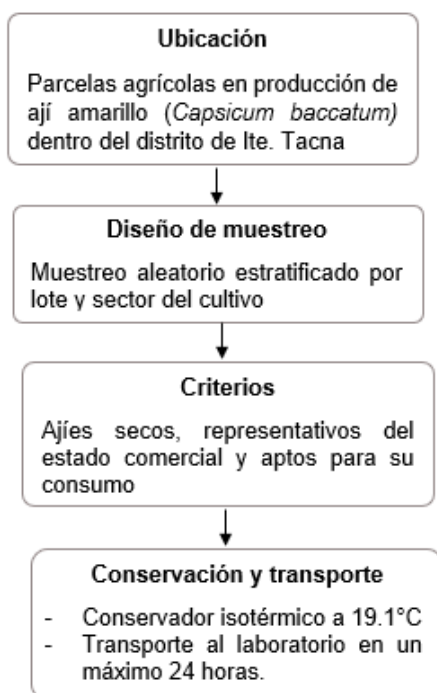 Ubicación
Parcelas agrícolas en producción de
ají amarillo (Capsicum baccatum)
dentro del distrito de Ite. Tacna
Diseño de muestreo
Muestreo aleatorio estratificado por
lote y sector del cultivo
Criterios
Ajíes secos, representativos del
estado comercial y aptos para su
consumo
Conservación y transporte
- Conservador isotérmico a 19.1°C
- Transporte al laboratorio en un
máximo 24 horas.